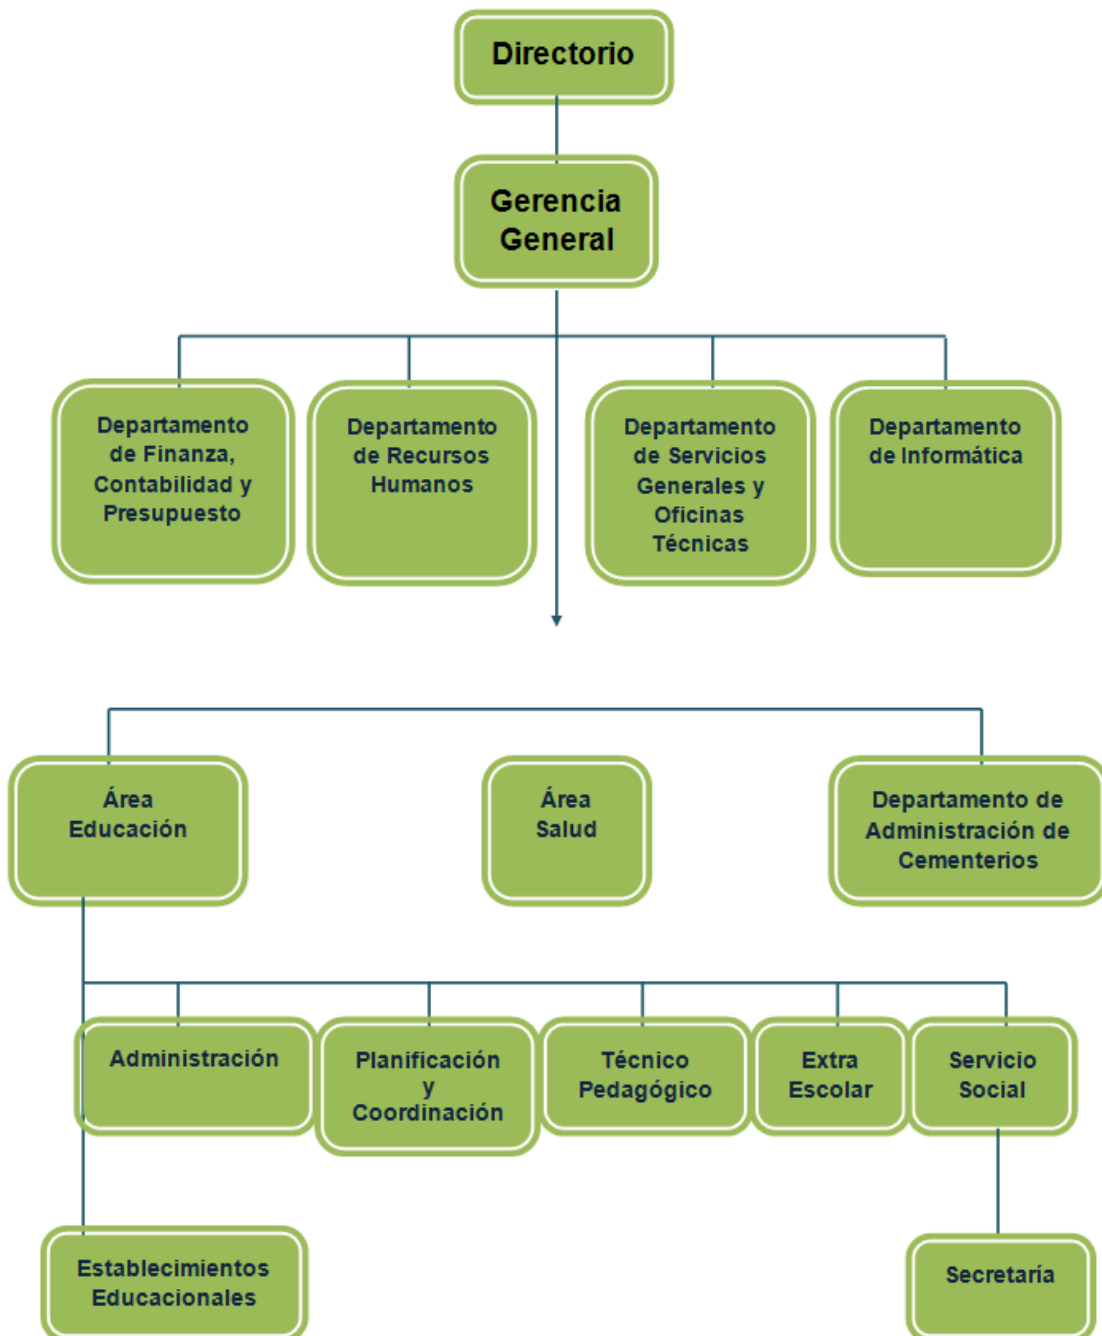 Directorio
Gerencia
General
Departamento
de Finanza,
Contabilidad y
Presupuesto
Departamento
de Recursos
Humanos
Departamento
de Servicios
Generales y
Oficinas
Técnicas
Departamento
de Informática
Área
Educación
Área
Salud
Departamento de
Administración de
Cementerios
Administración
Planificación
y
Coordinación
Técnico
Pedagógico
Extra
Escolar
Servicio
Social
Establecimientos
Educacionales
Secretaría